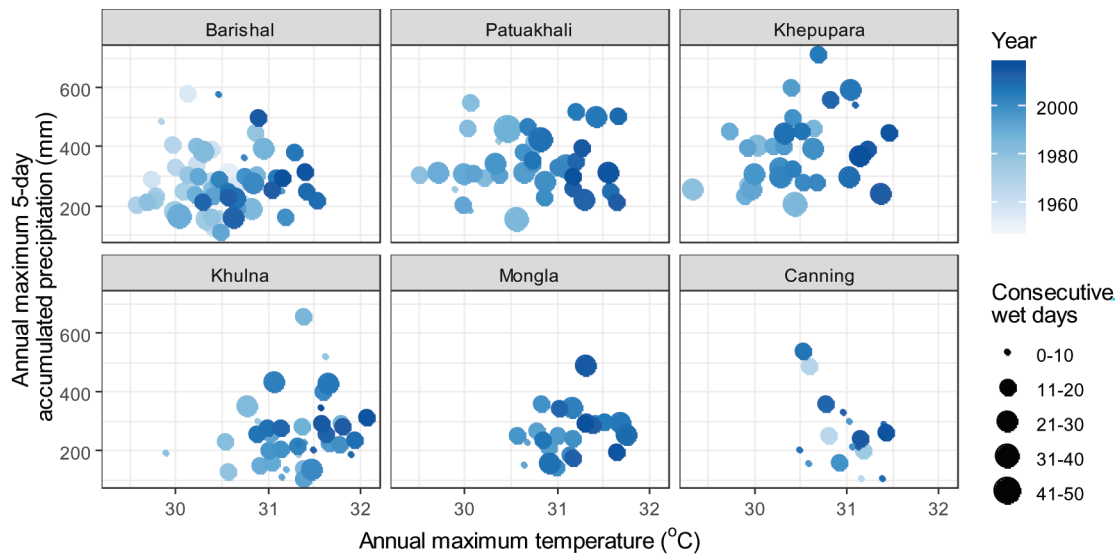 Barishal
Patuakhali
Khepupara
Year
600
400
200
2000
1980
1960
Annual maximum 5-day
accumulated precipitation (mm)
Khulna
Mongla
Canning
600
400
200
Consecutive
wet days
0-10
11-20
21-30
31-40
41-50
30 31 32
30 31 32
30 31 32
Annual maximum temperature (°C)